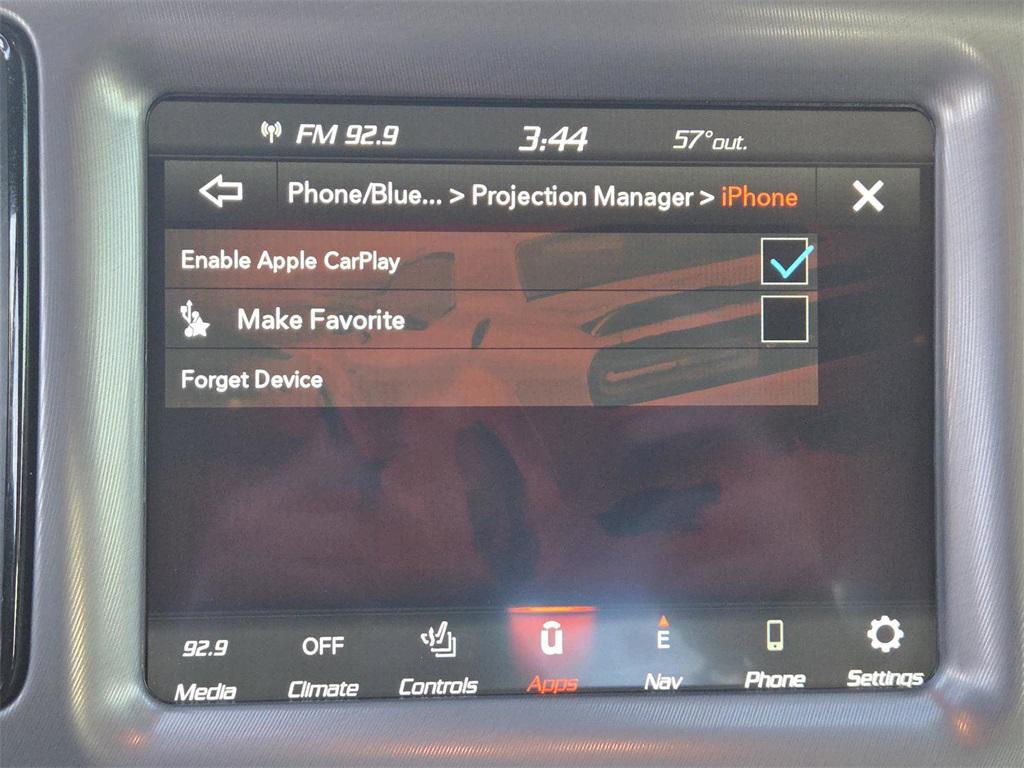 FM 92.9 3:44 57°out.
Phone/Blue... > Projection Manager > iPhone
Enable Apple CarPlay
Make Favorite
Forget Device
92.9 OFF E
Media Climate Controls Apps Nav Phone Settings